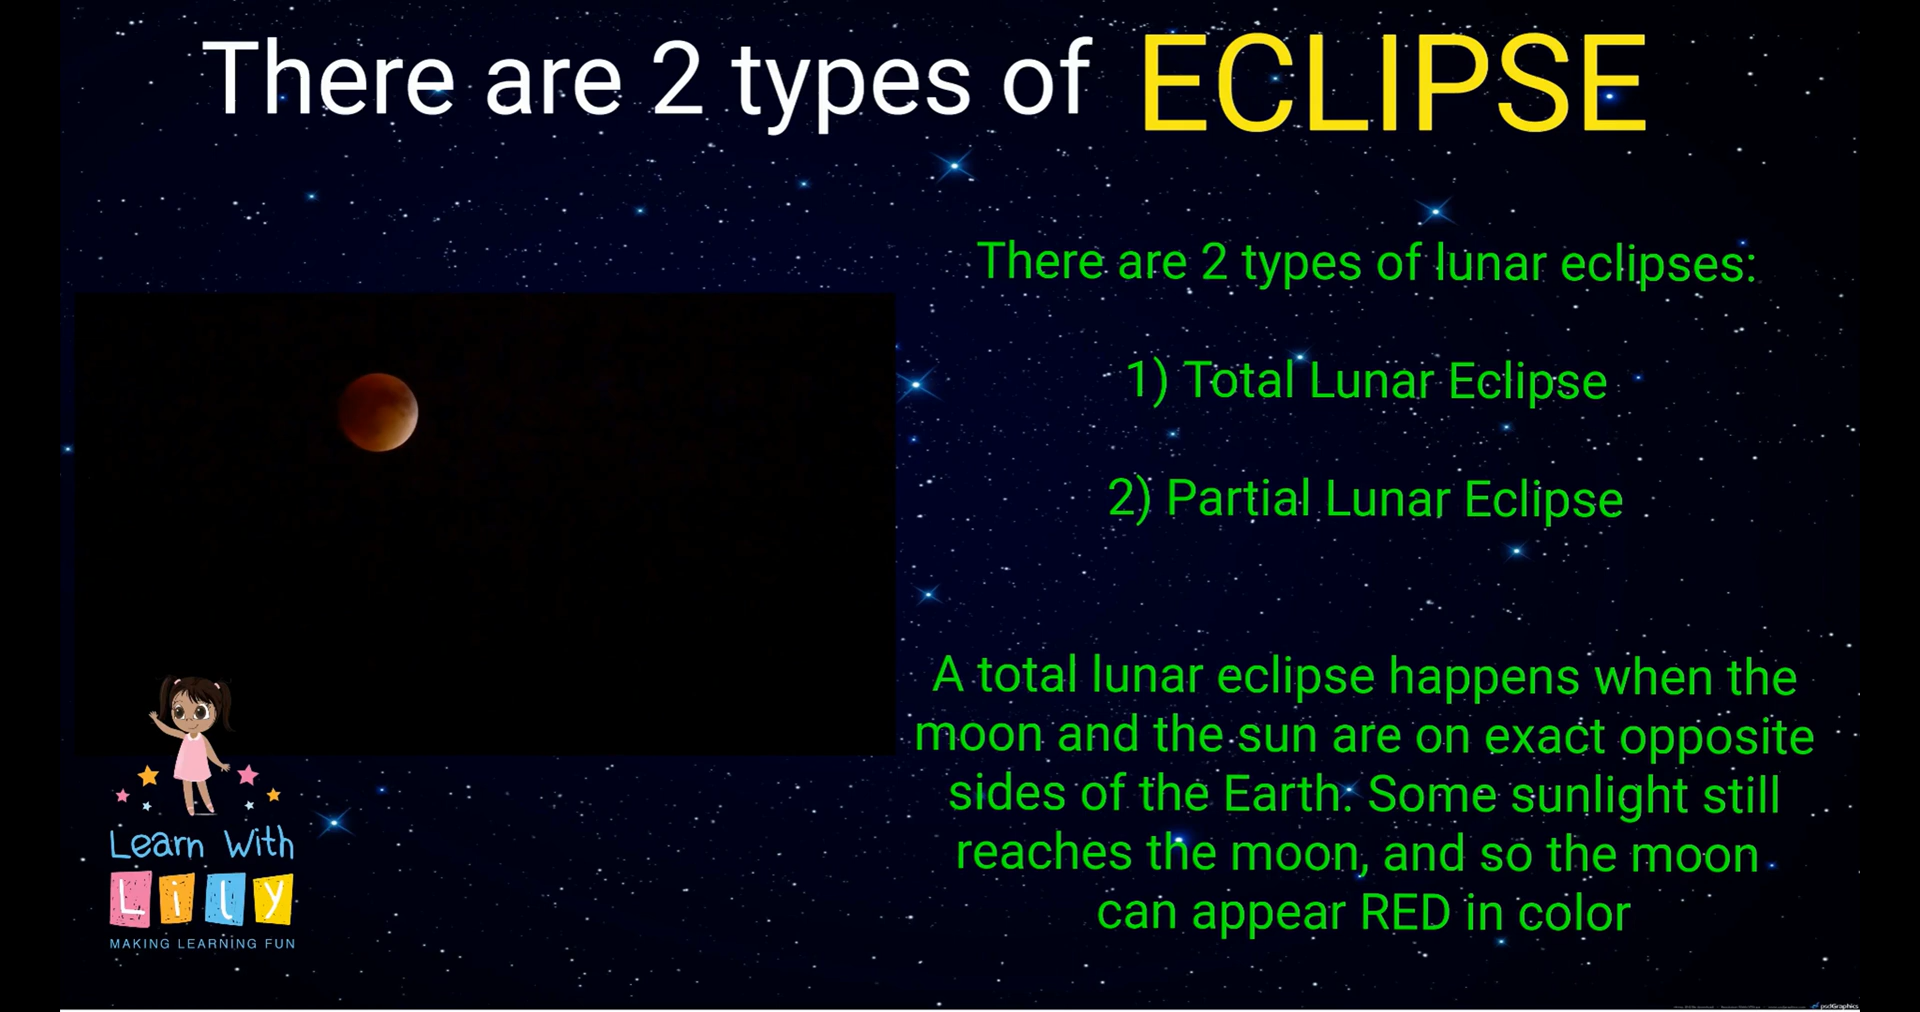 There are 2 types of ECLIPSE
There are 2 types of lunar eclipses:
1) Total Lunar Eclipse
2) Partial Lunar Eclipse
A total lunar eclipse happens when the
moon and the sun are on exact opposite
sides of the Earth. Some sunlight still
reaches the moon, and so the moon
can appear RED in color
Learn With
Lily
MAKING LEARNING FUN
psdGraphics